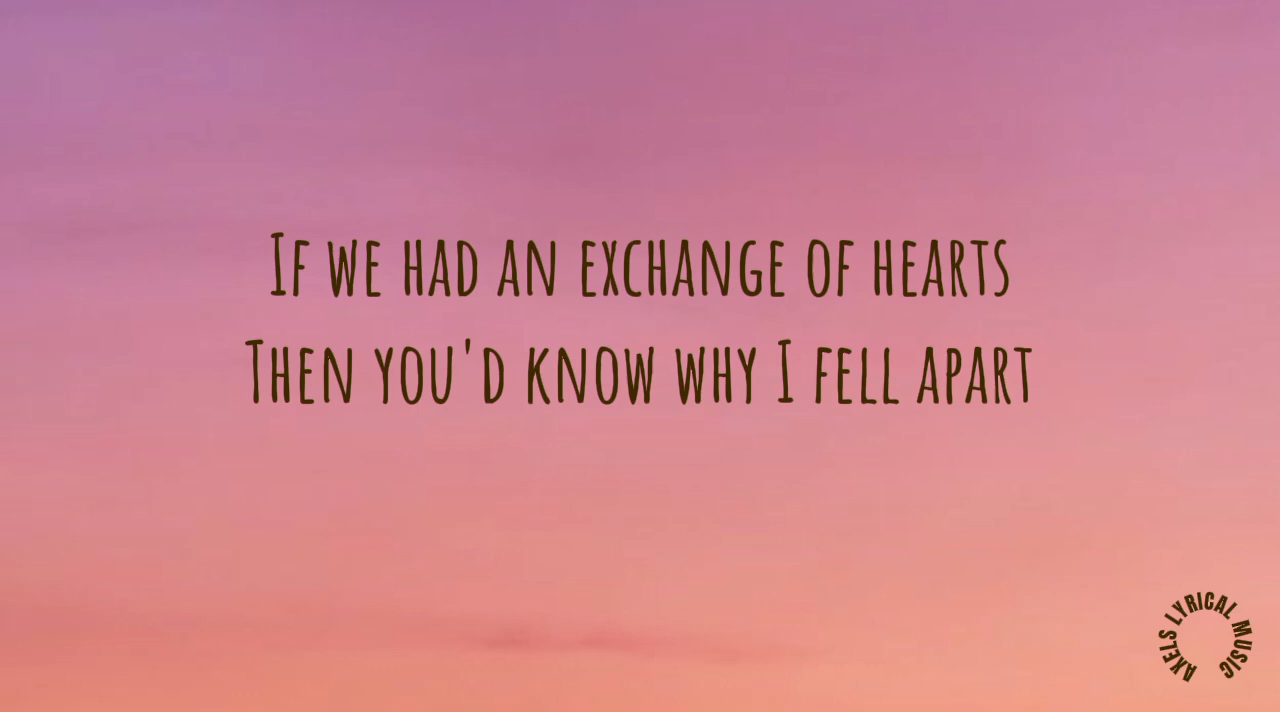 If we had an exchange of hearts
Then you'd know why I fell apart
AXELS LYRICAL MUSIC